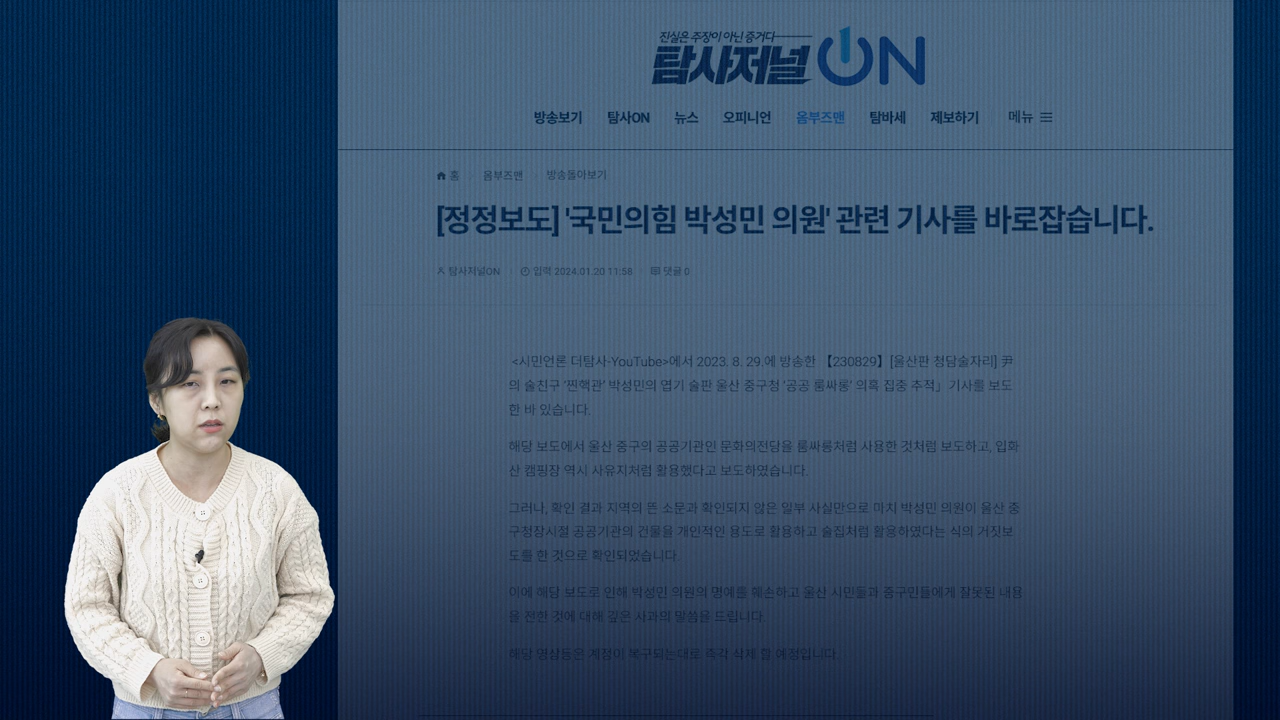 진실은 주장이 아닌 증거다
탐사저널 ON
방송보기 탐사ON 뉴스 오피니언 옴부즈맨 탐바세 제보하기 메뉴
홈 옴부즈맨 방송돌아보기
[정정보도] '국민의힘 박성민 의원' 관련 기사를 바로잡습니다.
탐사저널ON 입력 2024.01.20 11:58 댓글 0
<시민언론 더탐사-YouTube>에서 2023. 8. 29.에 방송한 【230829】[울산판 청담술자리] 尹
의 술친구 '찐핵관' 박성민의 엽기 술판 울산 중구청 '공공 룸싸롱' 의혹 집중 추적」기사를 보도
한 바 있습니다.
해당 보도에서 울산 중구의 공공기관인 문화의전당을 룸싸롱처럼 사용한 것처럼 보도하고, 입화
산 캠핑장 역시 사유지처럼 활용했다고 보도하였습니다.
그러나, 확인 결과 지역의 뜬 소문과 확인되지 않은 일부 사실만으로 마치 박성민 의원이 울산 중
구청장시절 공공기관의 건물을 개인적인 용도로 활용하고 술집처럼 활용하였다는 식의 거짓보
도를 한 것으로 확인되었습니다.
이에 해당 보도로 인해 박성민 의원의 명예를 훼손하고 울산 시민들과 중구민들에게 잘못된 내용
을 전한 것에 대해 깊은 사과의 말씀을 드립니다.
해당 영상등은 계정이 복구되는대로 즉각 삭제 할 예정입니다.